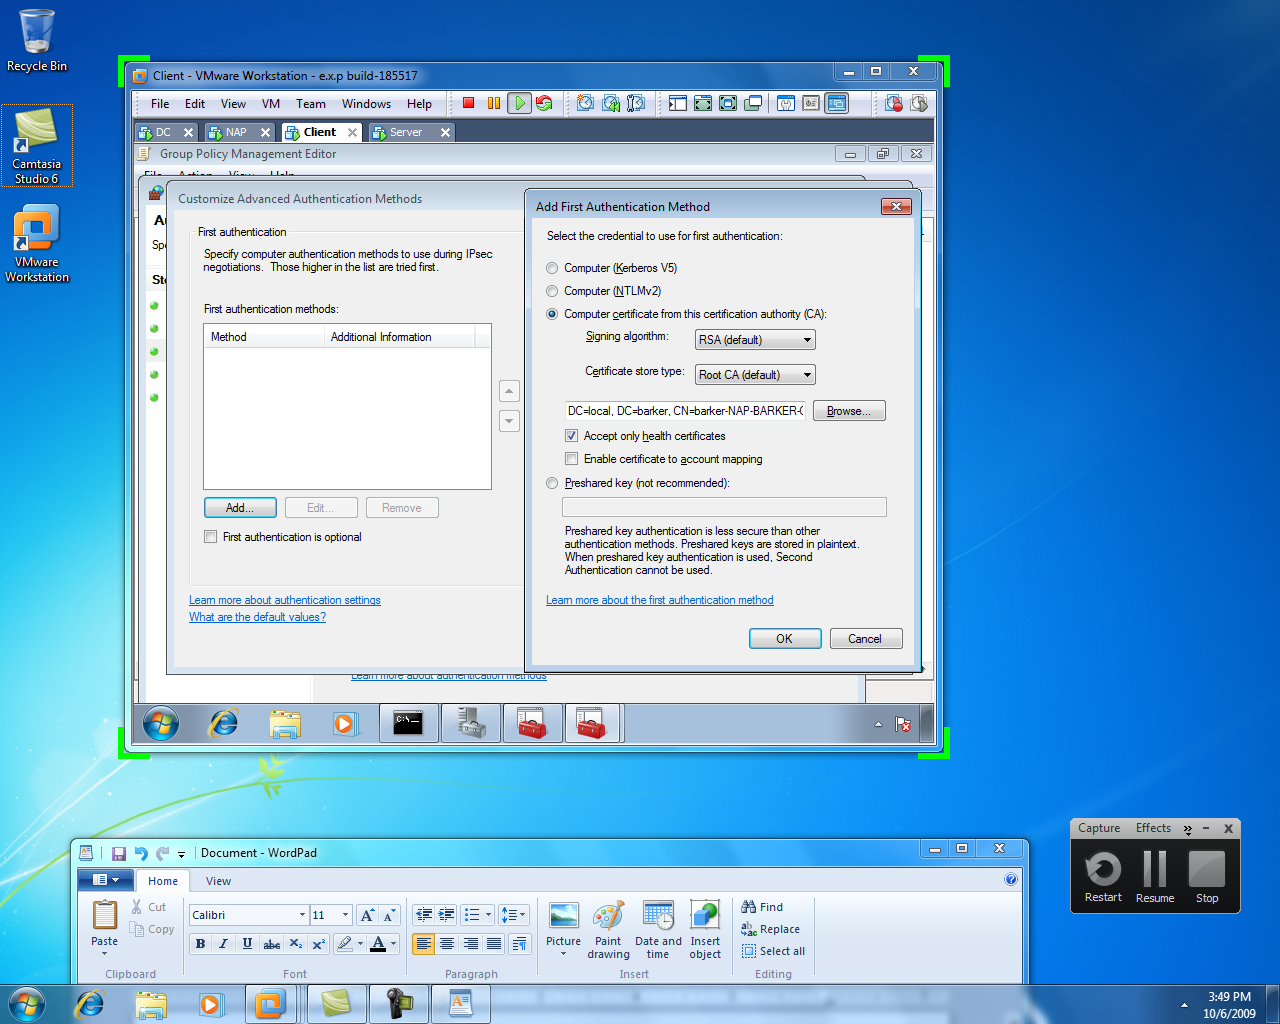 Recycle Bin
Camtasia
Studio 6
VMware
Workstation
Client - VMware Workstation - e.x.p build-185517
File Edit View VM Team Windows Help
DC NAP Client Server
Group Policy Management Editor
File Action View Help
Customize Advanced Authentication Methods
First authentication
Specify computer authentication methods to use during IPsec
negotiations. Those higher in the list are tried first.
First authentication methods:
Method Additional Information
Add... Edit... Remove
First authentication is optional
Learn more about authentication settings
What are the default values?
Learn more about authentication methods
Add First Authentication Method
Select the credential to use for first authentication:
Computer (Kerberos V5)
Computer (NTLMv2)
Computer certificate from this certification authority (CA):
Signing algorithm: RSA (default)
Certificate store type: Root CA (default)
DC=local, DC=barker, CN=barker-NAP-BARKER-C Browse...
Accept only health certificates
Enable certificate to account mapping
Preshared key (not recommended):
Preshared key authentication is less secure than other
authentication methods. Preshared keys are stored in plaintext.
When preshared key authentication is used, Second
Authentication cannot be used.
Learn more about the first authentication method
OK Cancel
C:\_
Document - WordPad
Home View
Paste
Cut
Copy
Clipboard
Calibri 11
B I U abc X2 X2
Font
Paragraph
Picture
Paint
drawing
Date and
time
Insert
object
Insert
Find
Replace
Select all
Editing
Capture Effects
Restart Resume Stop
3:49 PM
10/6/2009